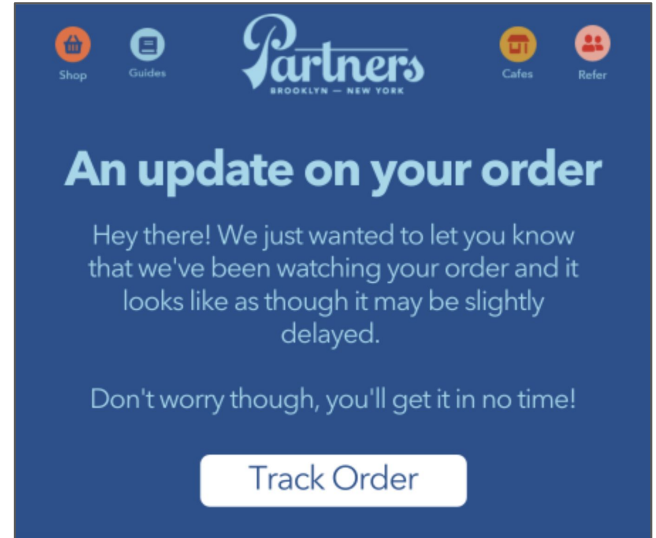 Shop
Guides
Partners
BROOKLYN — NEW YORK
Cafes
Refer
An update on your order
Hey there! We just wanted to let you know
that we've been watching your order and it
looks like as though it may be slightly
delayed.
Don't worry though, you'll get it in no time!
Track Order